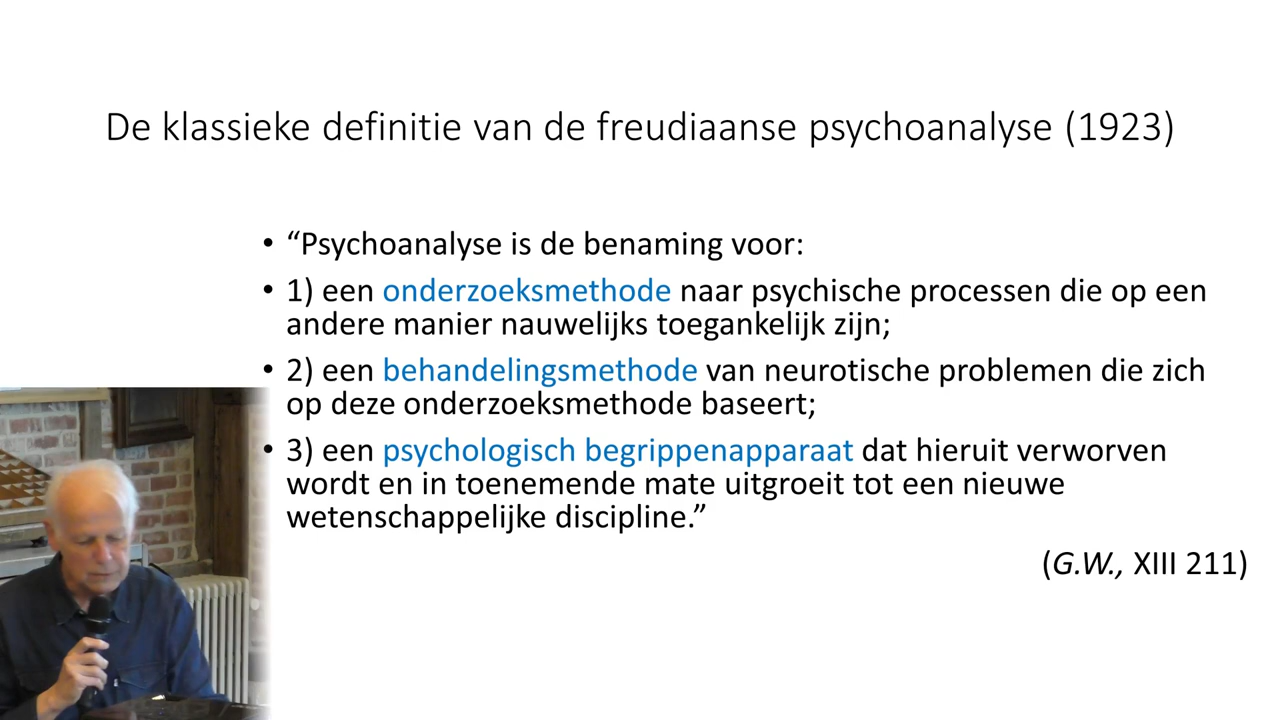 De klassieke definitie van de freudiaanse psychoanalyse (1923)
• “Psychoanalyse is de benaming voor:
• 1) een onderzoeksmethode naar psychische processen die op een
andere manier nauwelijks toegankelijk zijn;
• 2) een behandelingsmethode van neurotische problemen die zich
op deze onderzoeksmethode baseert;
• 3) een psychologisch begrippenapparaat dat hieruit verworven
wordt en in toenemende mate uitgroeit tot een nieuwe
wetenschappelijke discipline.”
(G.W., XIII 211)